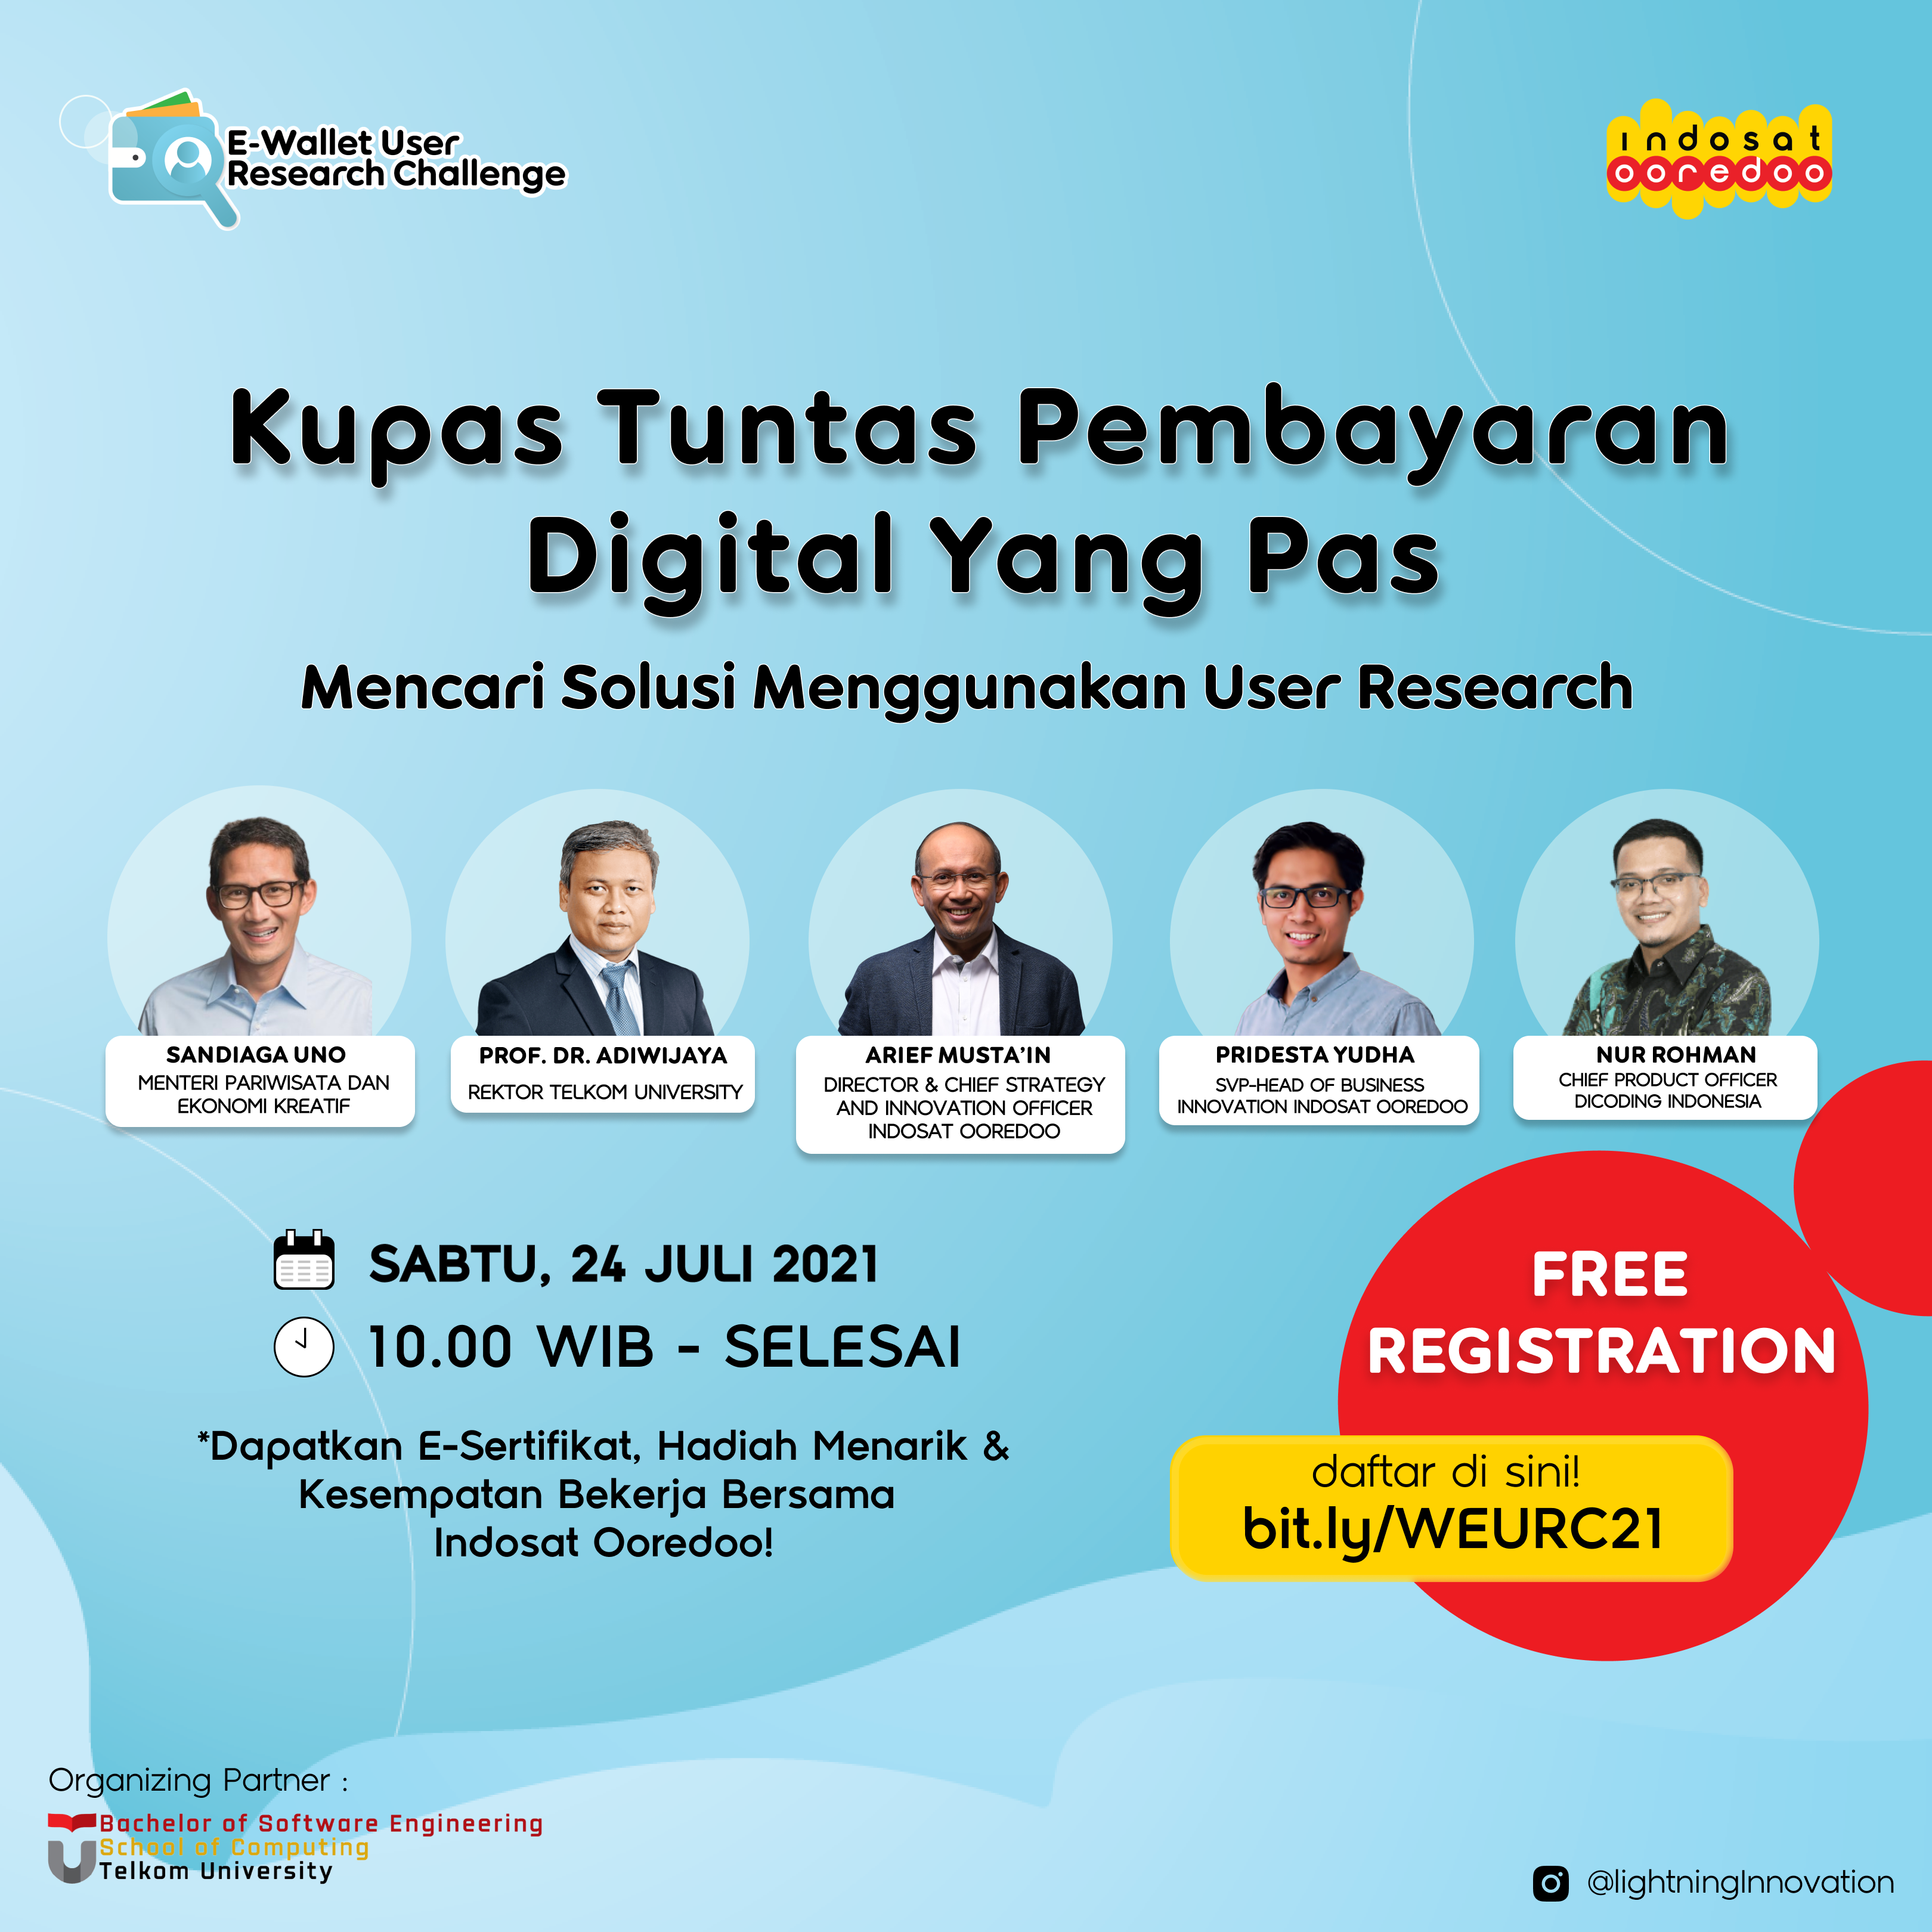 E-Wallet User
Research Challenge
indosat
ooredoo
Kupas Tuntas Pembayaran
Digital Yang Pas
Mencari Solusi Menggunakan User Research
SANDIAGA UNO
MENTERI PARIWISATA DAN
EKONOMI KREATIF
PROF. DR. ADIWIJAYA
REKTOR TELKOM UNIVERSITY
ARIEF MUSTA'IN
DIRECTOR & CHIEF STRATEGY
AND INNOVATION OFFICER
INDOSAT OOREDOO
PRIDESTA YUDHA
SVP-HEAD OF BUSINESS
INNOVATION INDOSAT OOREDOO
NUR ROHMAN
CHIEF PRODUCT OFFICER
DICODING INDONESIA
SABTU, 24 JULI 2021
10.00 WIB - SELESAI
*Dapatkan E-Sertifikat, Hadiah Menarik &
Kesempatan Bekerja Bersama
Indosat Ooredoo!
FREE
REGISTRATION
daftar di sini!
bit.ly/WEURC21
Organizing Partner :
Bachelor of Software Engineering
School of Computing
Telkom University
@lightningInnovation